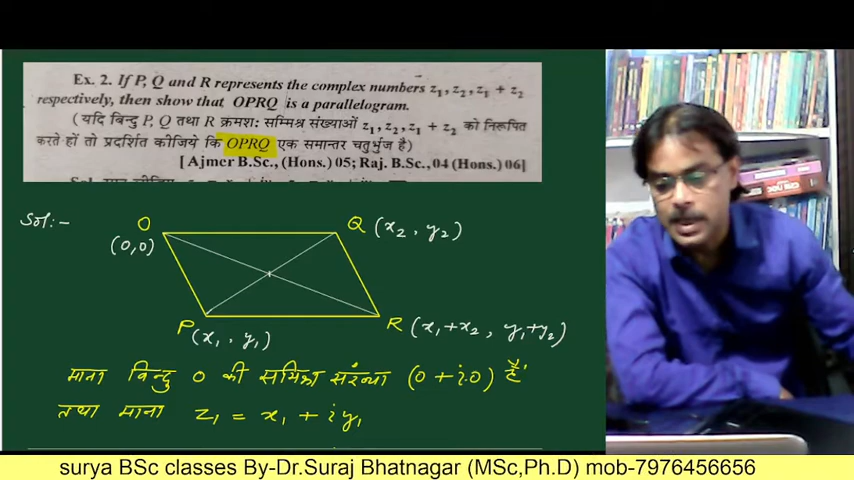 Ex. 2. If P, Q and R represents the complex numbers z₁, z₂, z₁ + z₂
respectively, then show that OPRQ is a parallelogram.
(यदि बिन्दु P, Q तथा R क्रमशः सम्मिश्र संख्याओं z₁, z₂, z₁ + z₂ को निरूपित
करते हों तो प्रदर्शित कीजिये कि OPRQ एक समान्तर चतुर्भुज है)
[ Ajmer B.Sc., (Hons.) 05; Raj. B.Sc., 04 (Hons.) 06]
Sol:-
O
(0,0)
Q (x₂, y₂)
P(x₁, y₁)
R (x₁+x₂, y₁+y₂)
माना बिन्दु O की समिश्र संख्या (0 + i.0) है
तथा माना z₁ = x₁ + iy₁
surya BSc classes By-Dr.Suraj Bhatnagar (MSc,Ph.D) mob-7976456656